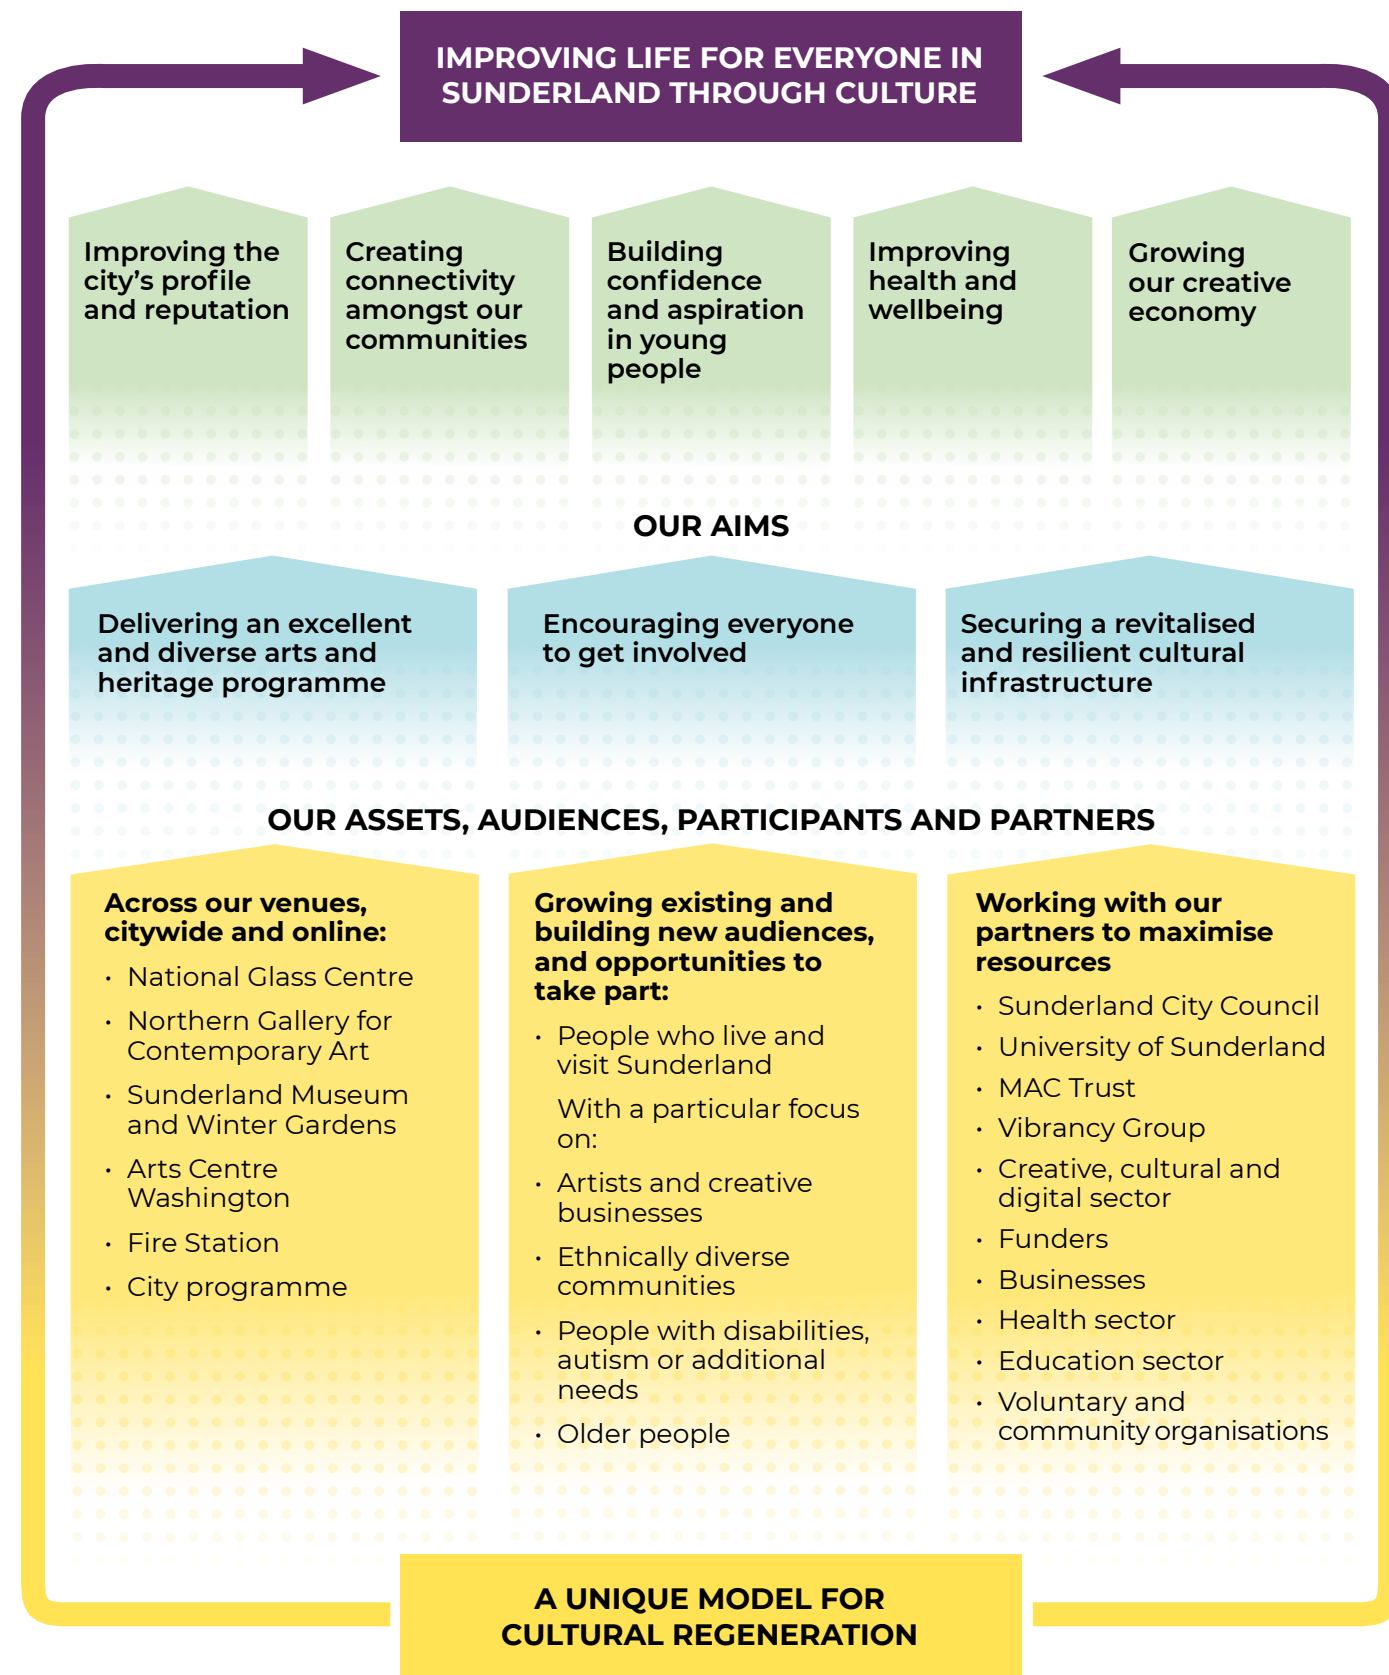 IMPROVING LIFE FOR EVERYONE IN
SUNDERLAND THROUGH CULTURE
Improving the
city’s profile
and reputation
Creating
connectivity
amongst our
communities
Building
confidence
and aspiration
in young
people
Improving
health and
wellbeing
Growing
our creative
economy
OUR AIMS
Delivering an excellent
and diverse arts and
heritage programme
Encouraging everyone
to get involved
Securing a revitalised
and resilient cultural
infrastructure
OUR ASSETS, AUDIENCES, PARTICIPANTS AND PARTNERS
Across our venues,
citywide and online:
• National Glass Centre
• Northern Gallery for
Contemporary Art
• Sunderland Museum
and Winter Gardens
• Arts Centre
Washington
• Fire Station
• City programme
Growing existing and
building new audiences,
and opportunities to
take part:
• People who live and
visit Sunderland
With a particular focus
on:
• Artists and creative
businesses
• Ethnically diverse
communities
• People with disabilities,
autism or additional
needs
• Older people
Working with our
partners to maximise
resources
• Sunderland City Council
• University of Sunderland
• MAC Trust
• Vibrancy Group
• Creative, cultural and
digital sector
• Funders
• Businesses
• Health sector
• Education sector
• Voluntary and
community organisations
A UNIQUE MODEL FOR
CULTURAL REGENERATION